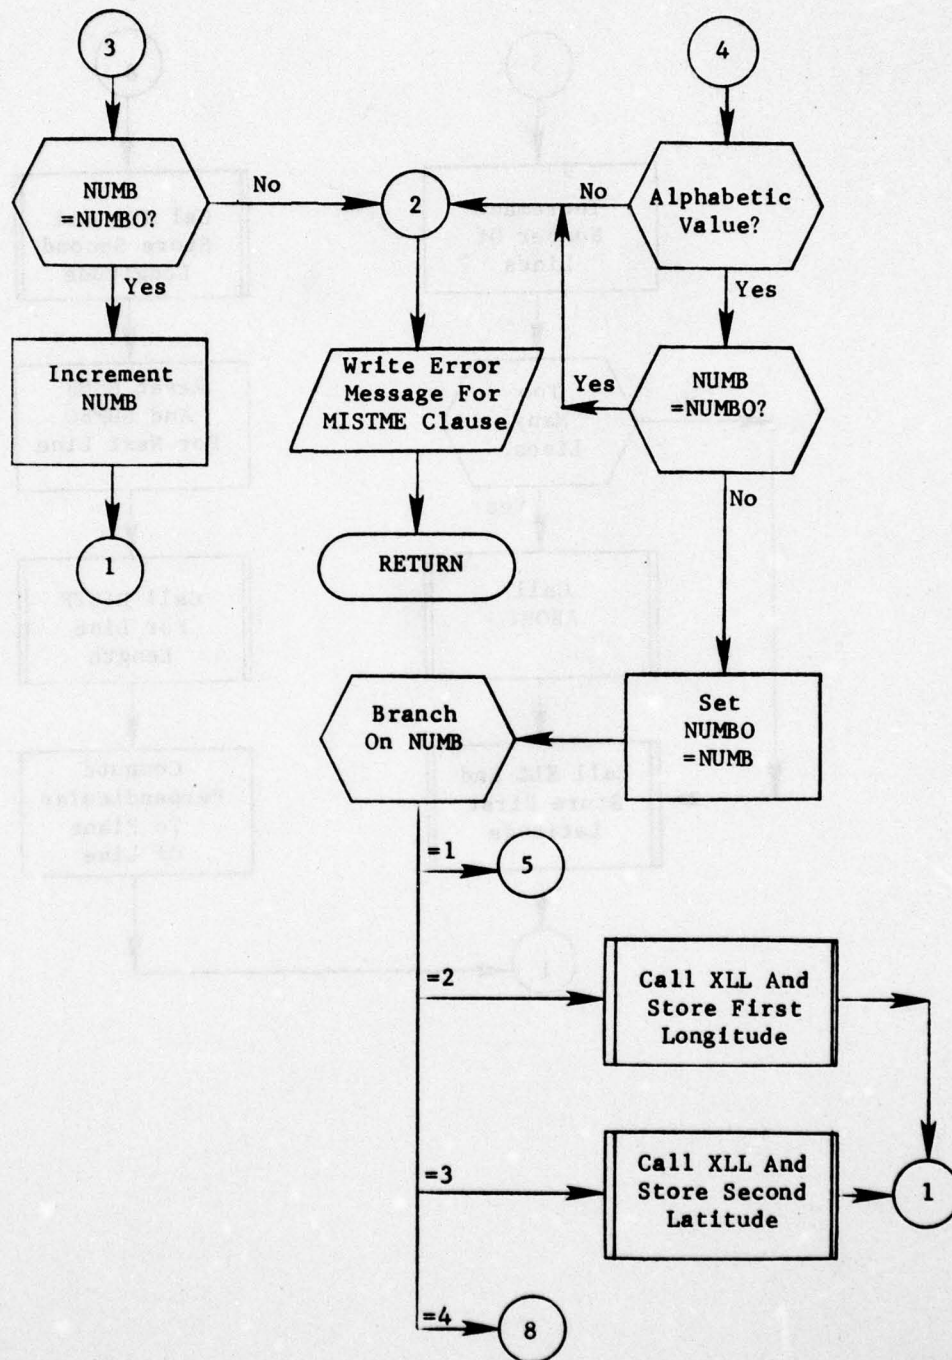 3
4
NUMB
=NUMBO?
No
2
No
Alphabetic
Value?
Yes
Yes
Increment
NUMB
Write Error
Message For
MISTME Clause
Yes
NUMB
=NUMBO?
No
1
RETURN
Branch
On NUMB
Set
NUMBO
=NUMB
=1
5
=2
Call XLL And
Store First
Longitude
=3
Call XLL And
Store Second
Latitude
1
=4
8